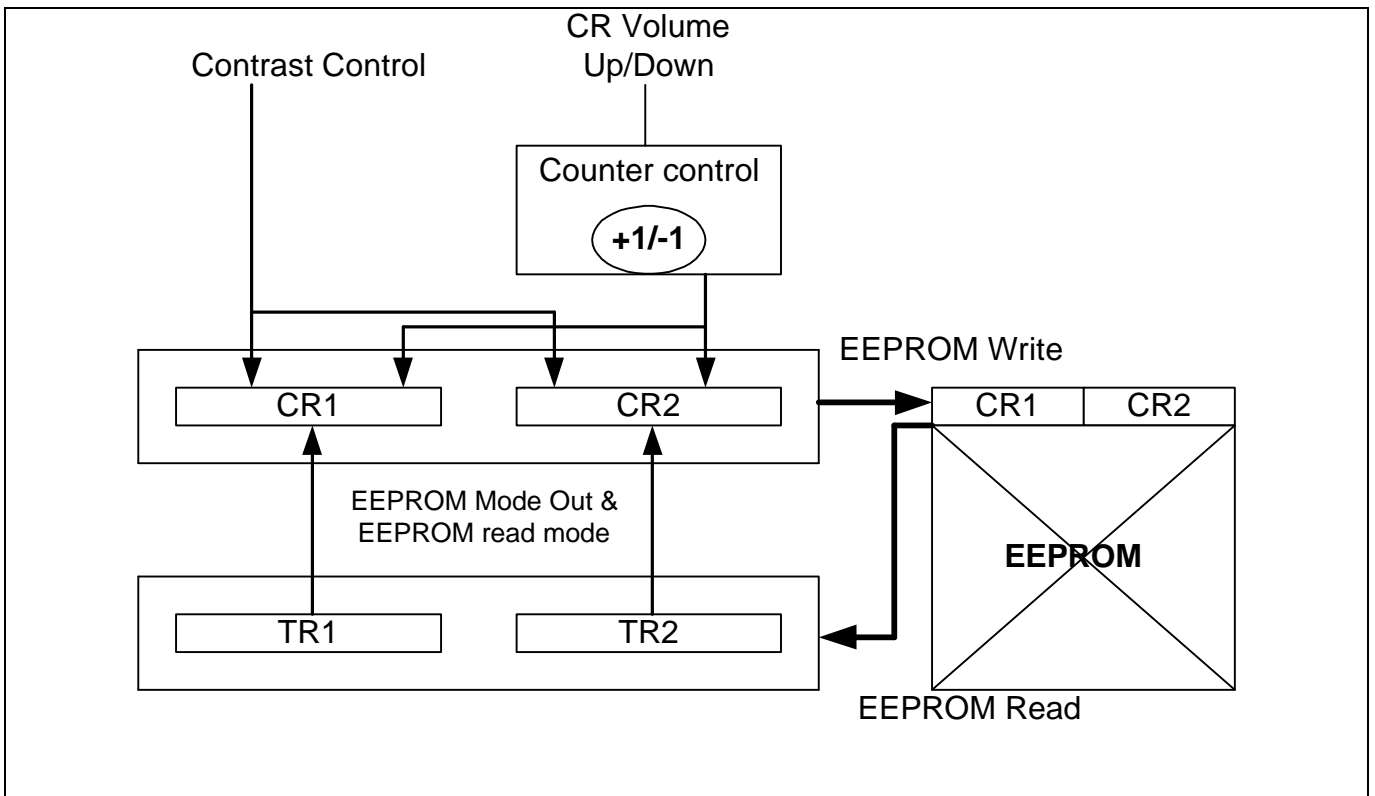 CR Volume
Up/Down
Contrast Control
Counter control
+1/-1
EEPROM Write
CR1
CR2
CR1
CR2
EEPROM Mode Out &
EEPROM read mode
EEPROM
TR1
TR2
EEPROM Read